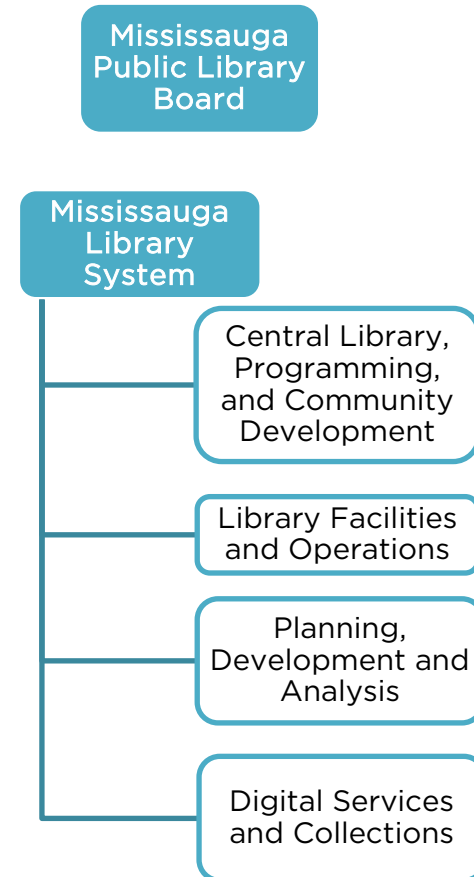 Mississauga
Public Library
Board
Mississauga
Library
System
Central Library,
Programming,
and Community
Development
Library Facilities
and Operations
Planning,
Development and
Analysis
Digital Services
and Collections